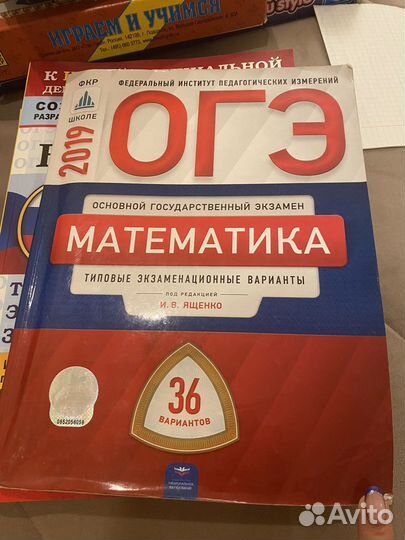 ИГРАЕМ И УЧИМСЯ
ФКР
ШКОЛЕ
2019
ФЕДЕРАЛЬНЫЙ ИНСТИТУТ ПЕДАГОГИЧЕСКИХ ИЗМЕРЕНИЙ
ОГЭ
ОСНОВНОЙ ГОСУДАРСТВЕННЫЙ ЭКЗАМЕН
МАТЕМАТИКА
ТИПОВЫЕ ЭКЗАМЕНАЦИОННЫЕ ВАРИАНТЫ
ПОД РЕДАКЦИЕЙ
И. В. ЯЩЕНКО
36
ВАРИАНТОВ
Avito